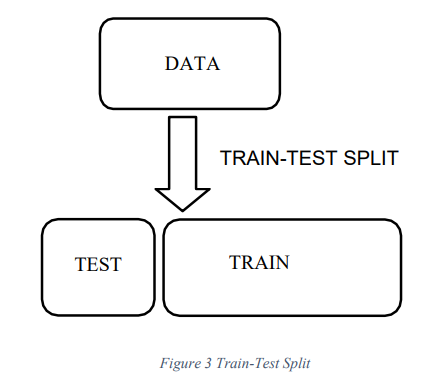 DATA
TRAIN-TEST SPLIT
TEST
TRAIN
Figure 3 Train-Test Split